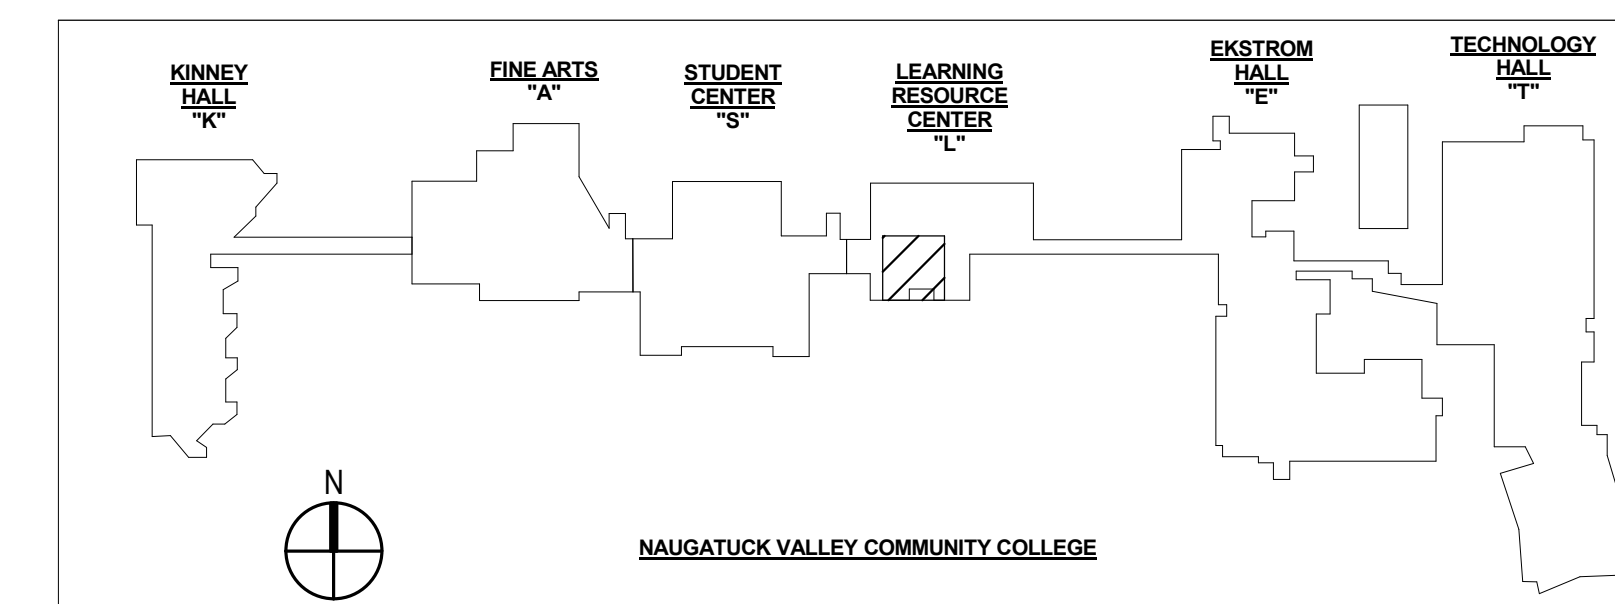 KINNEY
HALL
"K"
FINE ARTS
"A"
STUDENT
CENTER
"S"
LEARNING
RESOURCE
CENTER
"L"
EKSTROM
HALL
"E"
TECHNOLOGY
HALL
"T"
N
NAUGATUCK VALLEY COMMUNITY COLLEGE